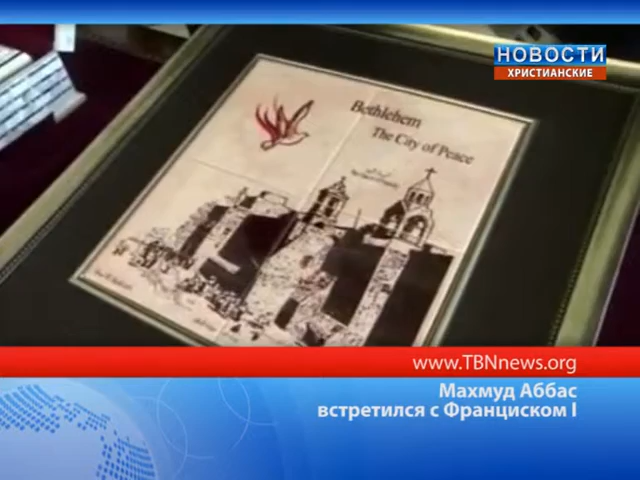 НОВОСТИ
ХРИСТИАНСКИЕ
Bethlehem
The City of Peace
www.TBNnews.org
Махмуд Аббас
встретился с Франциском I